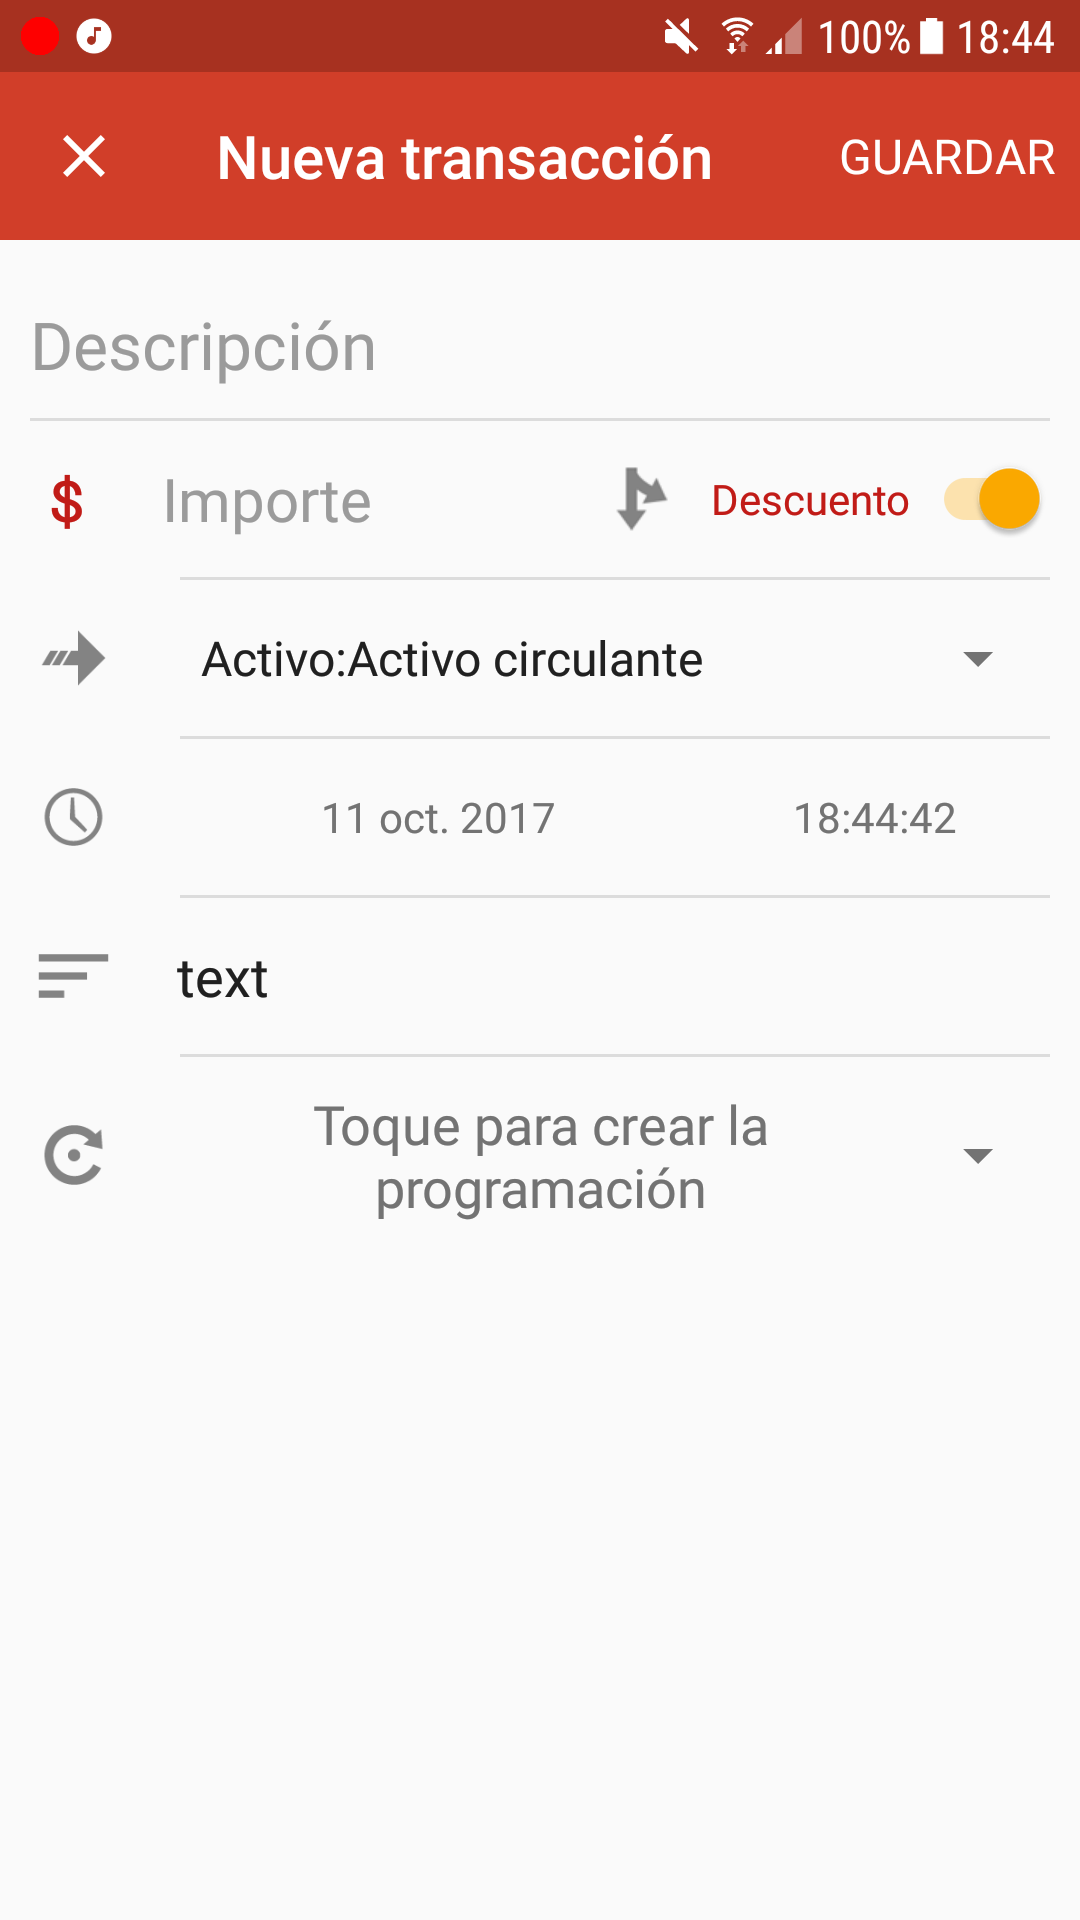 100% 18:44
Nueva transacción GUARDAR
Descripción
$ Importe Descuento
Activo:Activo circulante
11 oct. 2017 18:44:42
text
Toque para crear la
programación